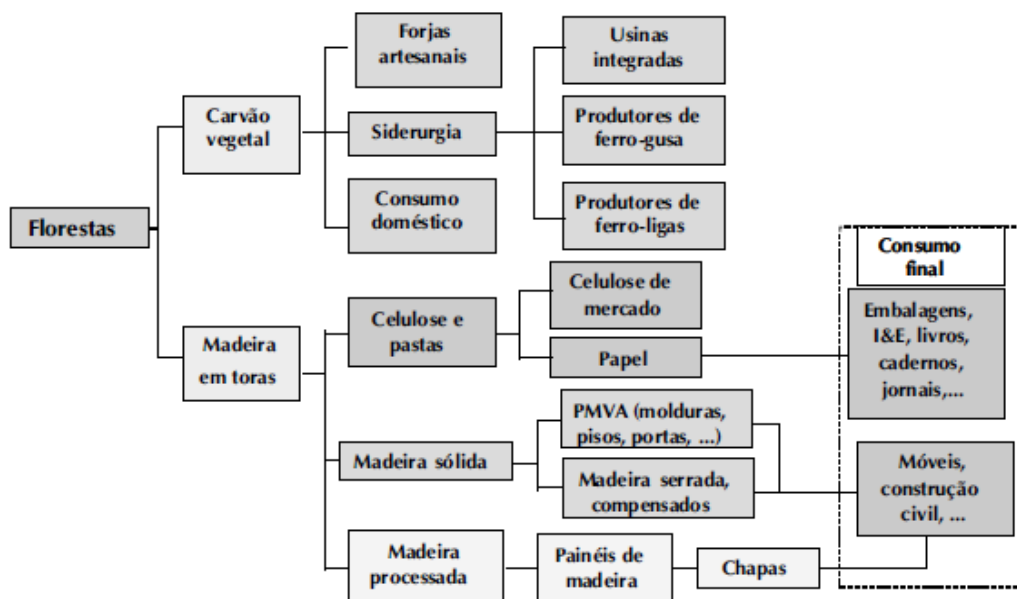 Forjas
artesanais
Usinas
integradas
Carvão
vegetal
Siderurgia
Produtores de
ferro-gusa
Consumo
doméstico
Produtores de
ferro-ligas
Florestas
Consumo
final
Madeira
em toras
Celulose e
pastas
Celulose de
mercado
Papel
Embalagens,
I&E, livros,
cadernos,
jornais,...
Madeira sólida
PMVA (molduras,
pisos, portas, ...)
Madeira serrada,
compensados
Móveis,
construção
civil, ...
Madeira
processada
Painéis de
madeira
Chapas